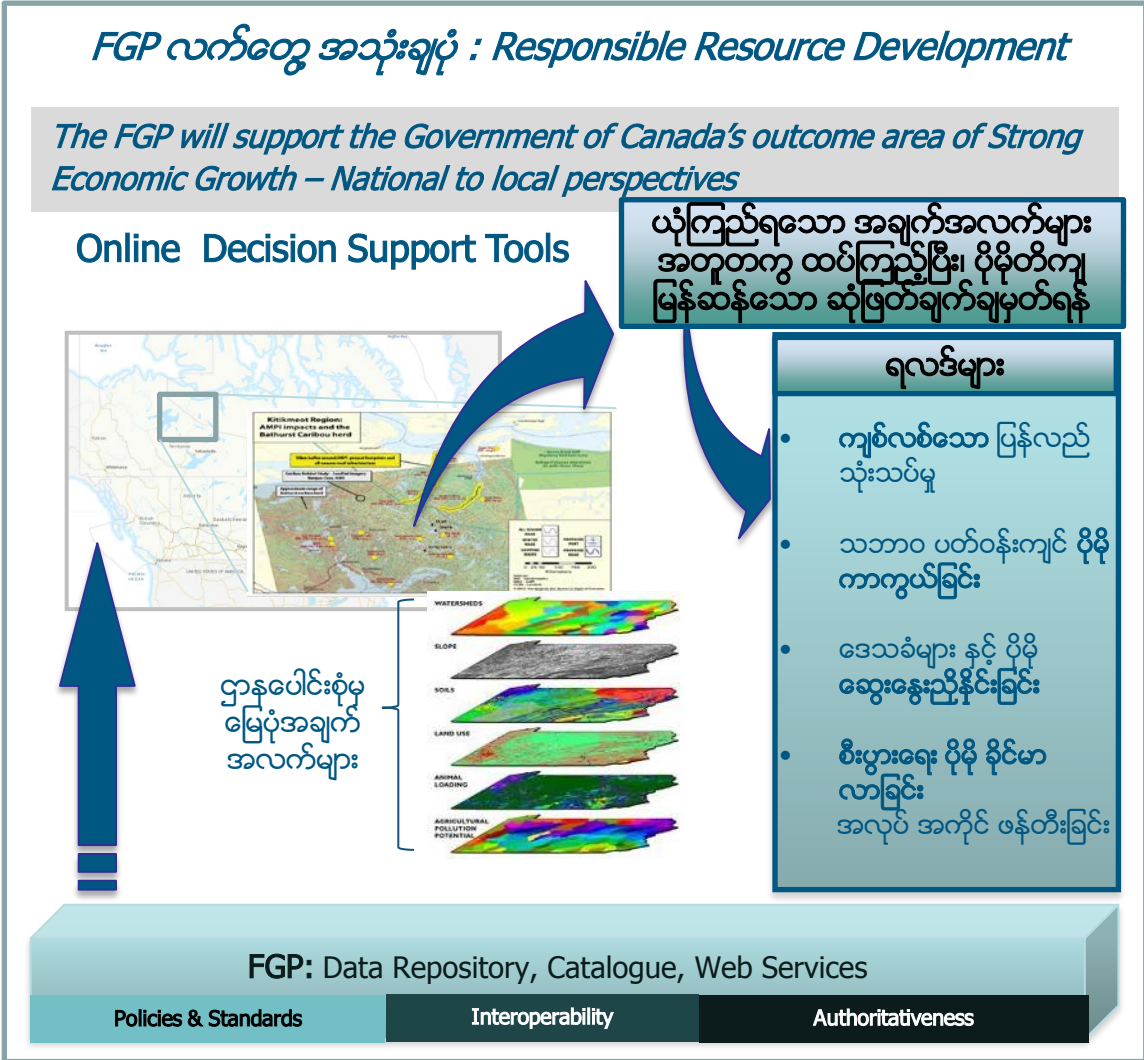 FGP လက်တွေ့ အသုံးချပုံ : Responsible Resource Development
The FGP will support the Government of Canada's outcome area of Strong
Economic Growth – National to local perspectives
Online Decision Support Tools
ယုံကြည်ရသော အချက်အလက်များ
အတူတကွ ထပ်ကြည့်ပြီး၊ ပိုမိုတိကျ
မြန်ဆန်သော ဆုံဖြတ်ချက်ချမှတ်ရန်
ရလဒ်များ
• ကျစ်လစ်သော ပြန်လည်
သုံးသပ်မှု
• သဘာဝ ပတ်ဝန်းကျင် ပိုမို
ကာကွယ်ခြင်း
• ဒေသခံများ နှင့် ပိုမို
ဆွေးနွေးညှိနှိုင်းခြင်း
• စီးပွားရေး ပိုမို ခိုင်မာ
လာခြင်း
အလုပ် အကိုင် ဖန်တီးခြင်း
Kitikmeot Region:
AMPI impacts and the
Bathurst Caribou herd
ဌာနပေါင်းစုံမှ
မြေပုံအချက်
အလက်များ
WATERSHEDS
SLOPE
SOILS
LAND USE
ANIMAL
LOADING
AGRICULTURAL
POLLUTION
POTENTIAL
FGP: Data Repository, Catalogue, Web Services
Policies & Standards
Interoperability
Authoritativeness